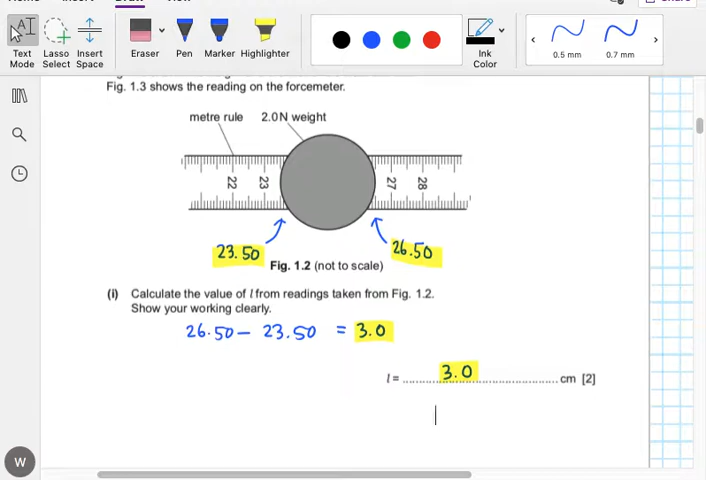 Text Mode
Lasso Select
Insert Space
Eraser
Pen
Marker
Highlighter
Ink Color
0.5 mm
0.7 mm
Fig. 1.3 shows the reading on the forcemeter.
metre rule 2.0 N weight
22 23 27 28
23.50
26.50
Fig. 1.2 (not to scale)
(i) Calculate the value of l from readings taken from Fig. 1.2.
Show your working clearly.
26.50 – 23.50 = 3.0
l = 3.0 cm [2]
W